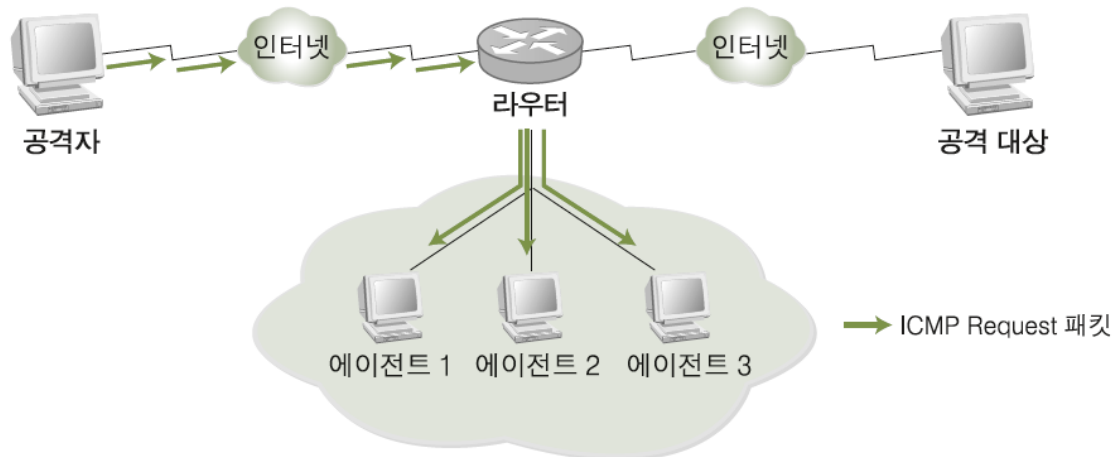 인터넷
인터넷
라우터
공격자
공격 대상
ICMP Request 패킷
에이전트 1
에이전트 2
에이전트 3